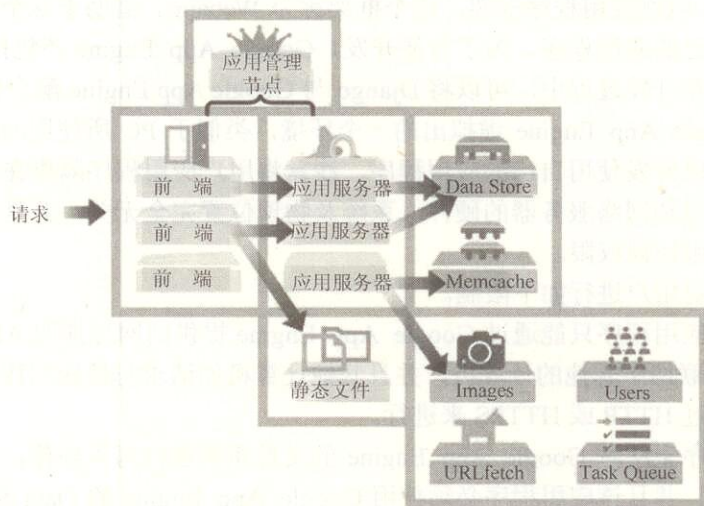 应用管理
节点
前 端
应用服务器
Data Store
请求
前 端
应用服务器
前 端
应用服务器
Memcache
静态文件
Images
Users
URLfetch
Task Queue